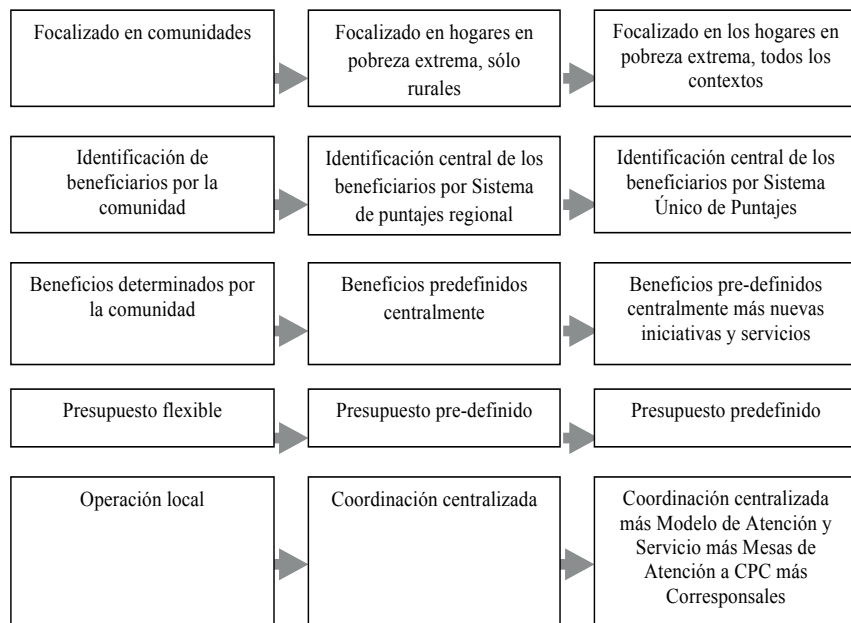 Focalizado en comunidades
Focalizado en hogares en
pobreza extrema, sólo
rurales
Focalizado en los hogares en
pobreza extrema, todos los
contextos
Identificación de
beneficiarios por la
comunidad
Identificación central de los
beneficiarios por Sistema
de puntajes regional
Identificación central de los
beneficiarios por Sistema
Único de Puntajes
Beneficios determinados por
la comunidad
Beneficios predefinidos
centralmente
Beneficios pre-definidos
centralmente más nuevas
iniciativas y servicios
Presupuesto flexible
Presupuesto pre-definido
Presupuesto predefinido
Operación local
Coordinación centralizada
Coordinación centralizada
más Modelo de Atención y
Servicio más Mesas de
Atención a CPC más
Corresponsales